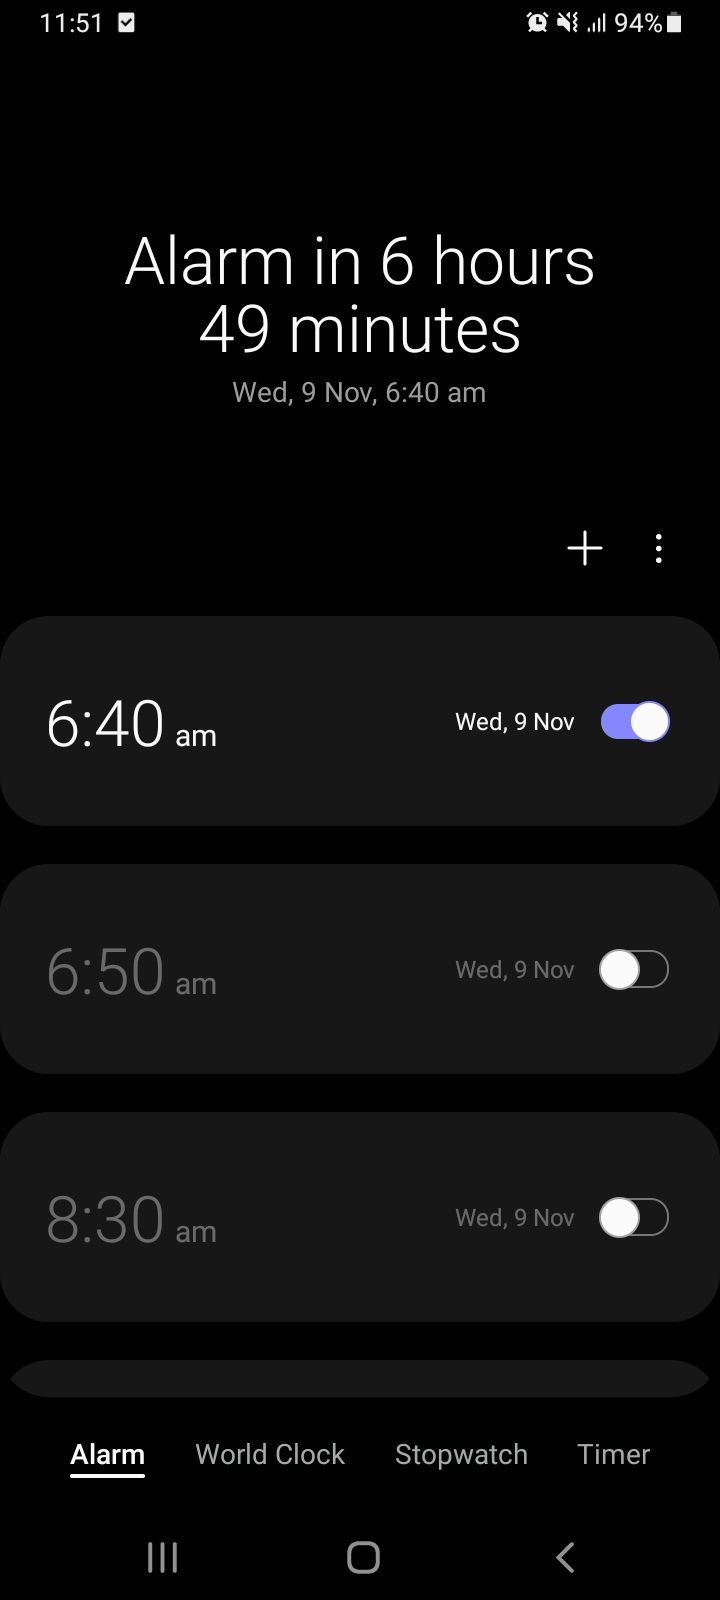 11:51 94%
Alarm in 6 hours
49 minutes
Wed, 9 Nov, 6:40 am
6:40 am Wed, 9 Nov
6:50 am Wed, 9 Nov
8:30 am Wed, 9 Nov
Alarm World Clock Stopwatch Timer